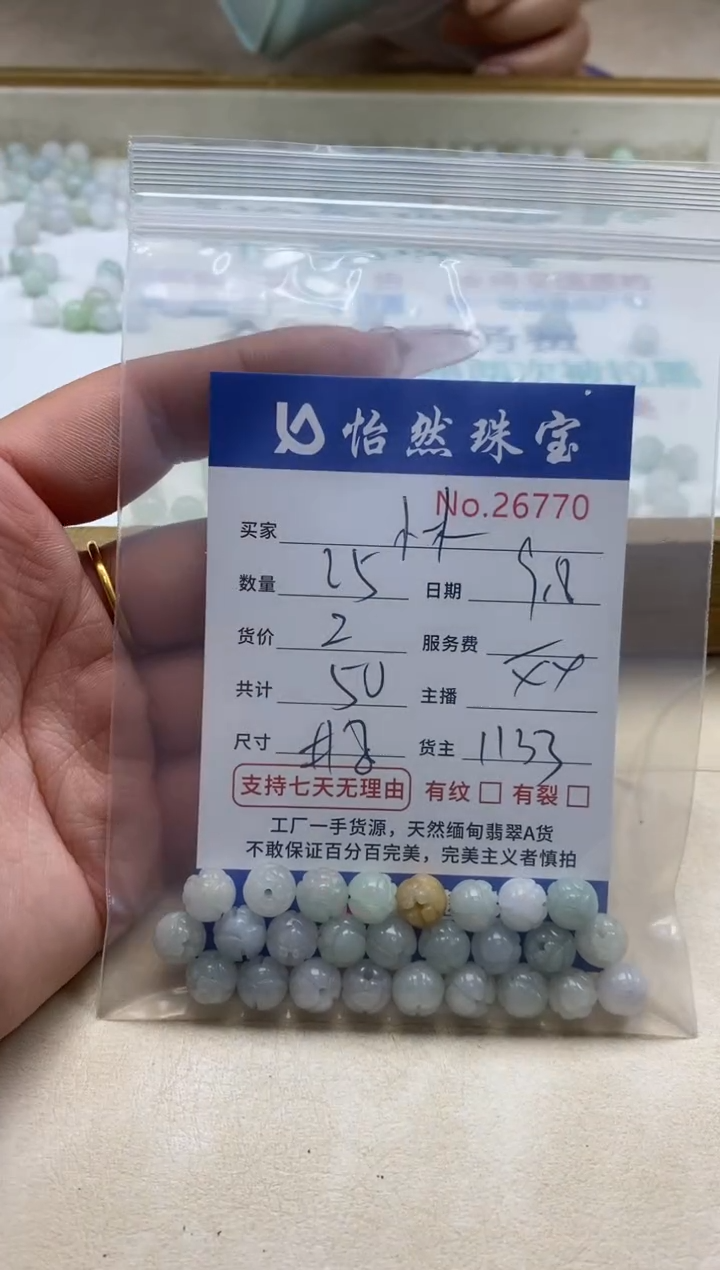 怡然珠宝
No.26770
买家 林
数量 25 日期 5.8
货价 2 服务费
共计 50 主播
尺寸 #8 货主 1133
支持七天无理由 有纹 □ 有裂 □
工厂一手货源，天然缅甸翡翠A货
不敢保证百分百完美，完美主义者慎拍